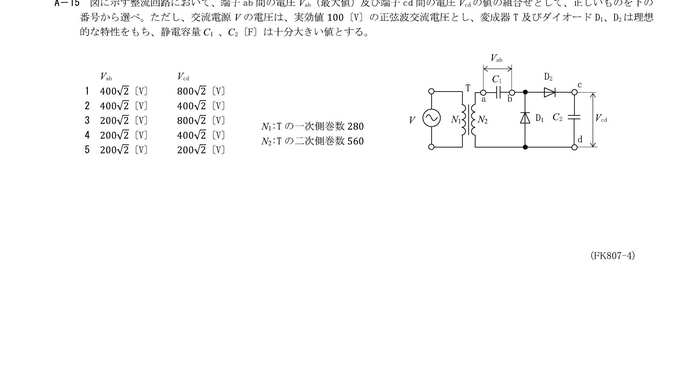 A-15 図に示す整流回路において、端子 ab 間の電圧 Vab（最大値）及び端子 cd 間の電圧 Vcdの値の組合せとして、正しいものを下の
番号から選べ。ただし、交流電源 V の電圧は、実効値 100〔V〕の正弦波交流電圧とし、変成器 T 及びダイオード D₁、D₂は理想
的な特性をもち、静電容量 C₁ 、C₂〔F〕は十分大きい値とする。
Vab Vcd
1 400√2〔V〕 800√2〔V〕
2 400√2〔V〕 400√2〔V〕
3 200√2〔V〕 800√2〔V〕
4 200√2〔V〕 400√2〔V〕
5 200√2〔V〕 200√2〔V〕
N₁:T の一次側巻数 280
N₂:T の二次側巻数 560
Vab
C₁
T
a
b
D₂
c
V
N₁
N₂
D₁
C₂
Vcd
d
(FK807-4)